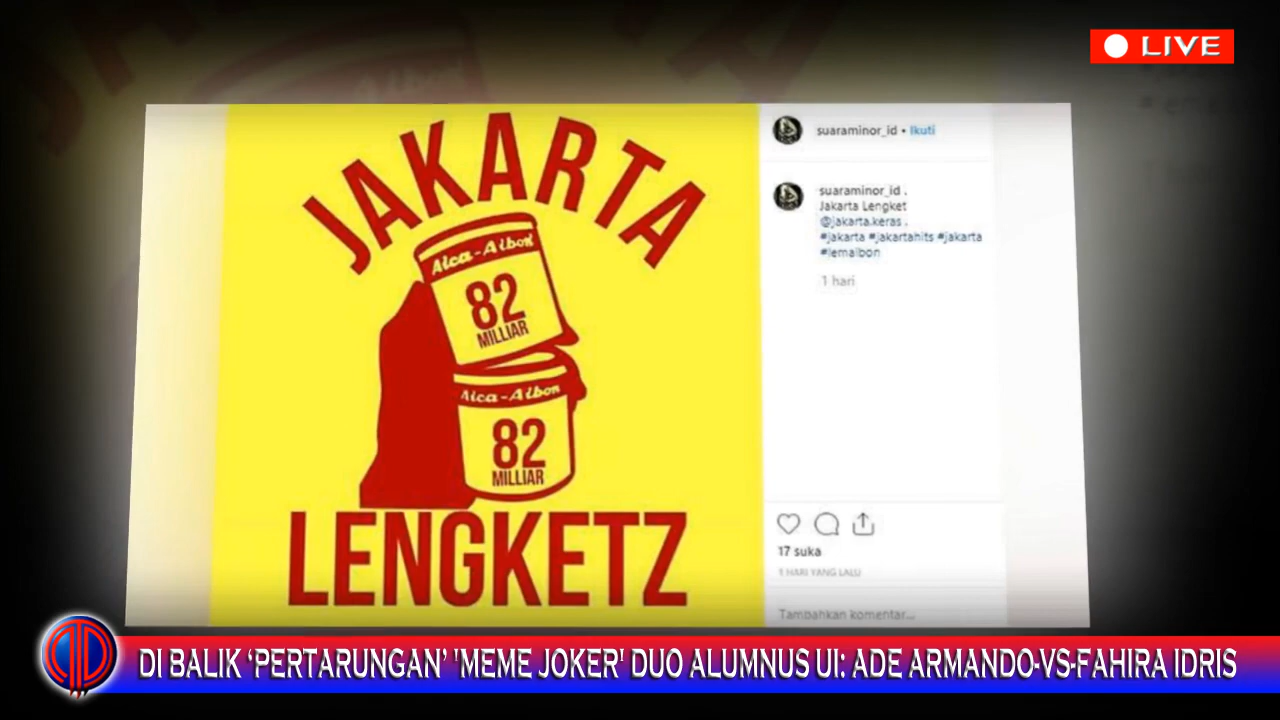 LIVE
JAKARTA
Aica-Aibon
82
MILLIAR
Aica-Aibon
82
MILLIAR
LENGKETZ
suaraminor_id • Ikuti
suaraminor_id .
Jakarta Lengket
@jakarta.keras .
#jakarta #jakartahits #jakarta
#lemaibon
1 hari
17 suka
1 HARI YANG LALU
Tambahkan komentar...
DI BALIK ‘PERTARUNGAN’ 'MEME JOKER' DUO ALUMNUS UI: ADE ARMANDO-VS-FAHIRA IDRIS